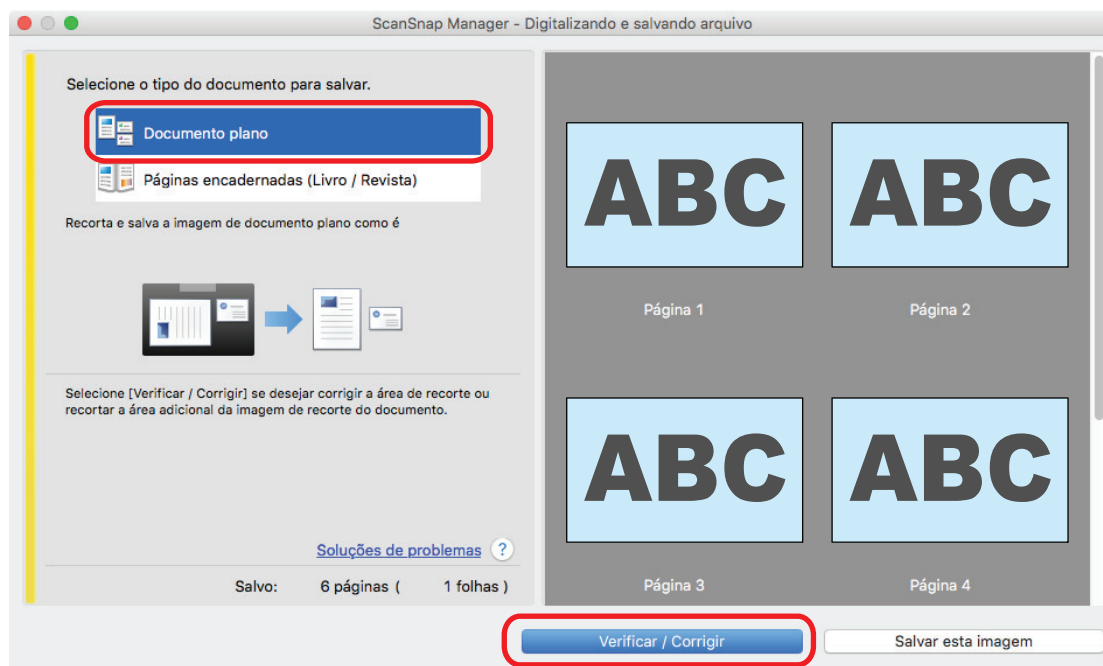 ScanSnap Manager - Digitalizando e salvando arquivo
Selecione o tipo do documento para salvar.
Documento plano
Páginas encadernadas (Livro / Revista)
Recorta e salva a imagem de documento plano como é
Selecione [Verificar / Corrigir] se desejar corrigir a área de recorte ou
recortar a área adicional da imagem de recorte do documento.
Soluções de problemas ?
Salvo: 6 páginas ( 1 folhas )
ABC ABC
Página 1 Página 2
ABC ABC
Página 3 Página 4
Verificar / Corrigir Salvar esta imagem